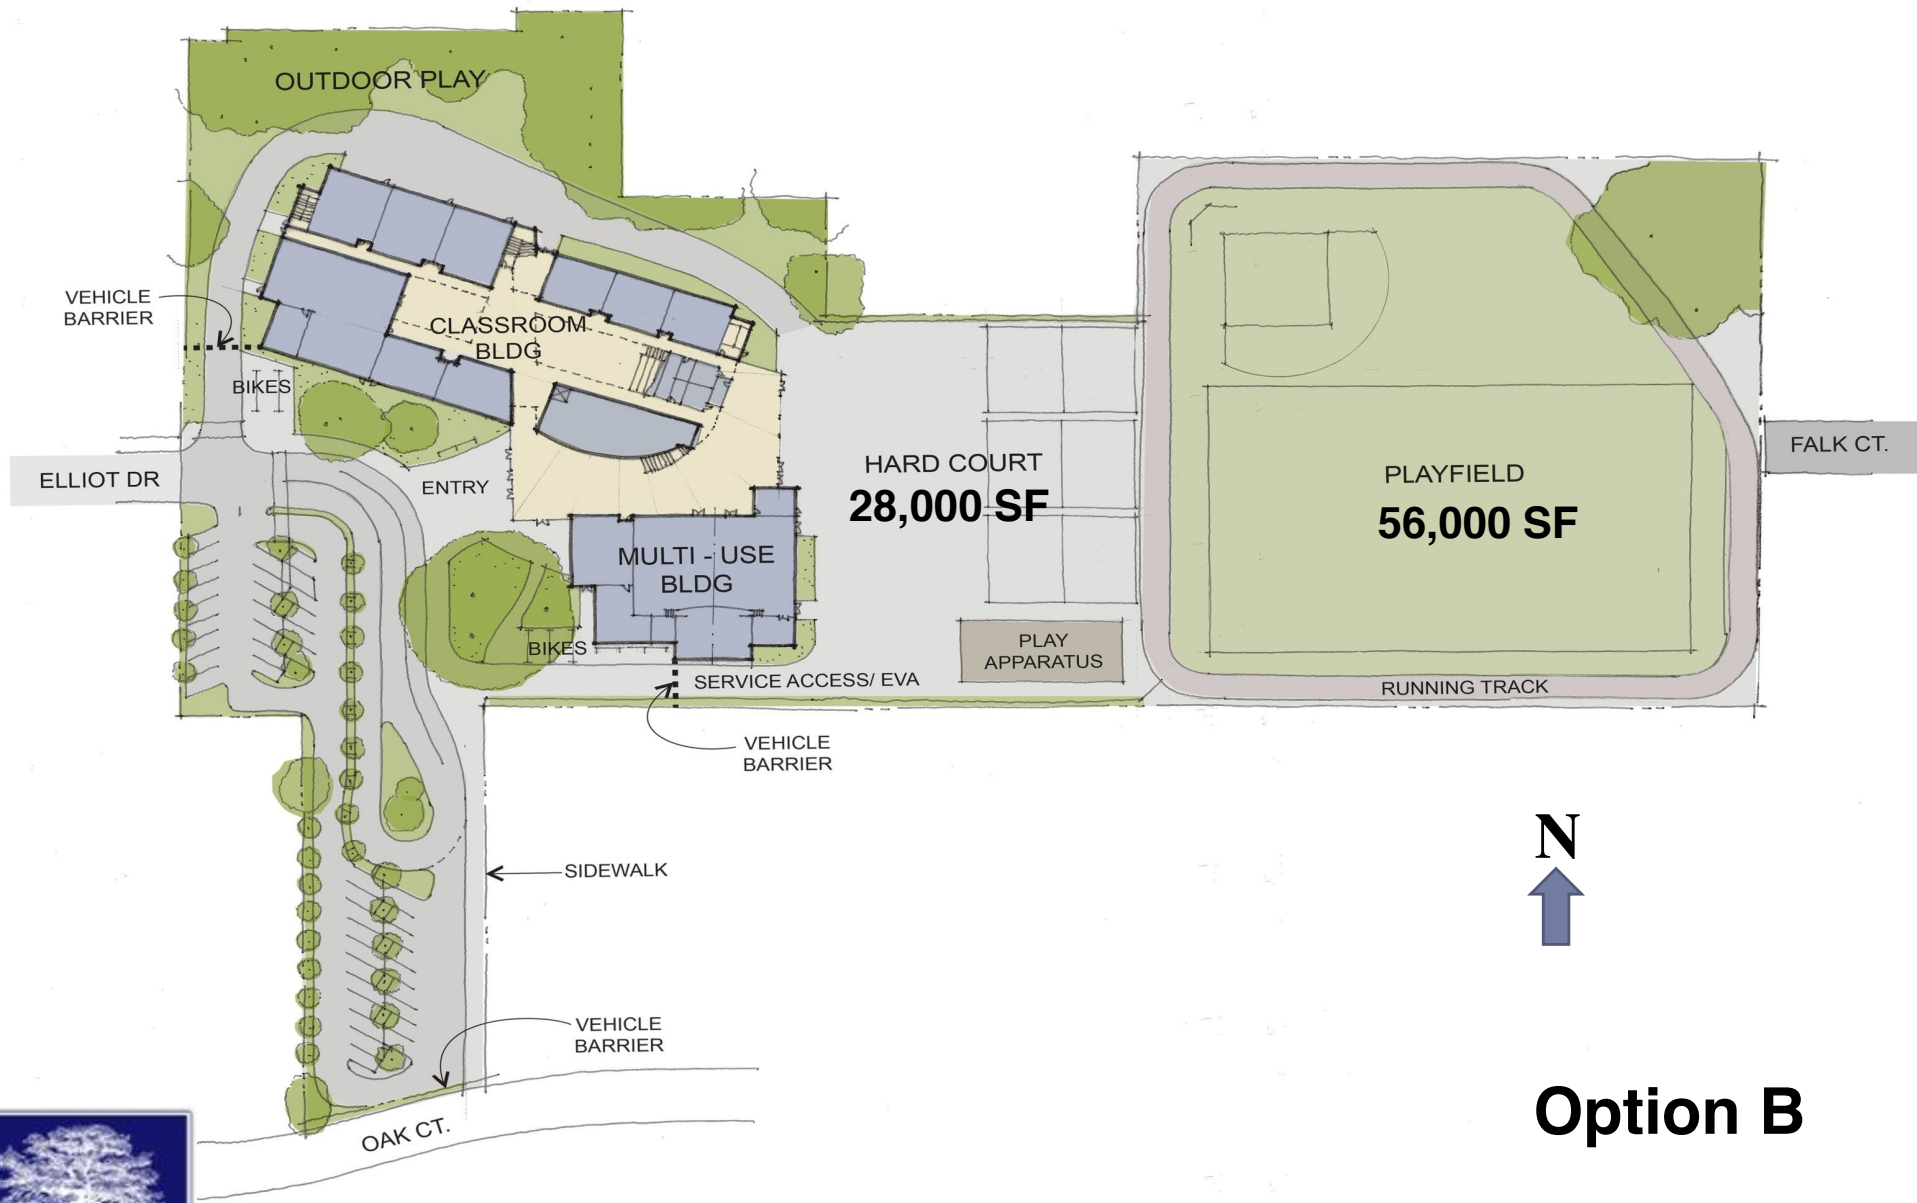 OUTDOOR PLAY
VEHICLE
BARRIER
CLASSROOM
BLDG
BIKES
ELLIOT DR
ENTRY
HARD COURT
28,000 SF
PLAYFIELD
56,000 SF
FALK CT.
MULTI - USE
BLDG
BIKES
PLAY
APPARATUS
SERVICE ACCESS/ EVA
RUNNING TRACK
VEHICLE
BARRIER
SIDEWALK
N
VEHICLE
BARRIER
OAK CT.
Option B